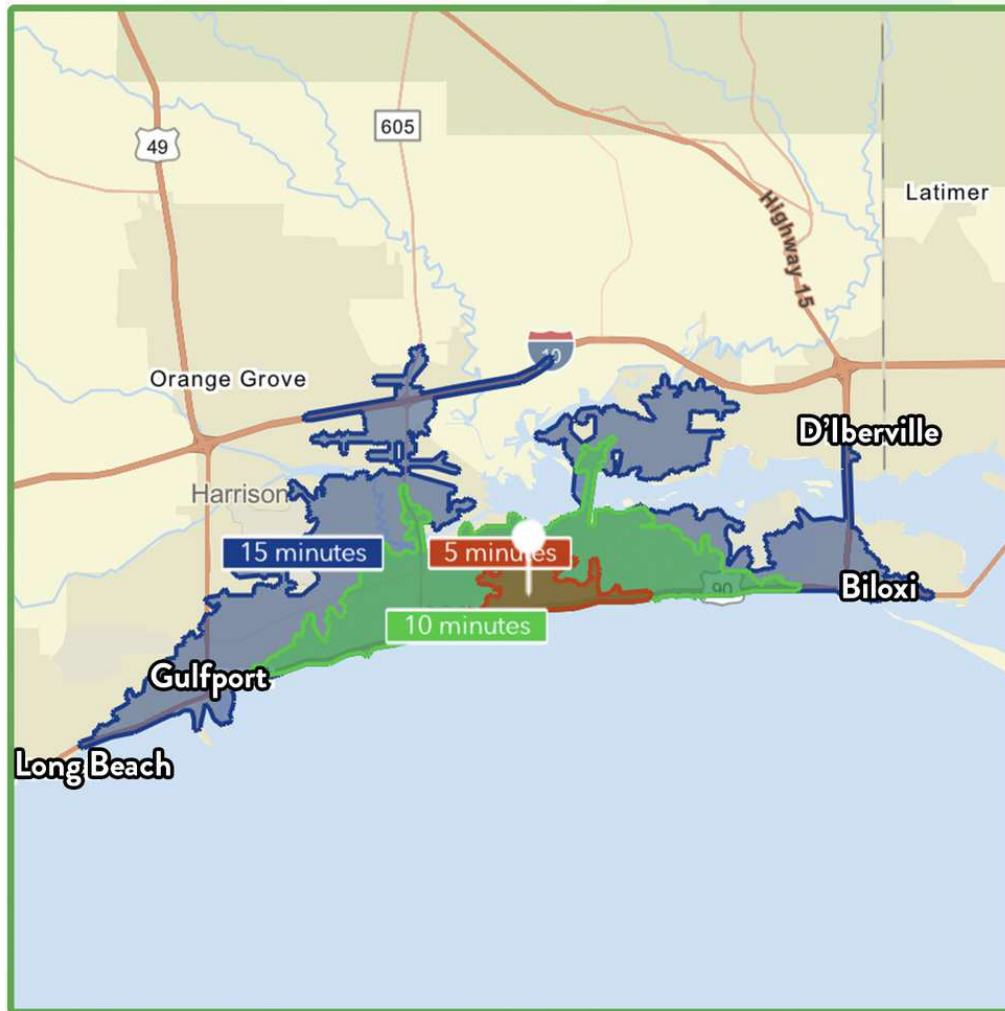 605
49
Latimer
Highway 15
10
Orange Grove
D'Iberville
Harrison
15 minutes
5 minutes
90
Biloxi
10 minutes
Gulfport
Long Beach